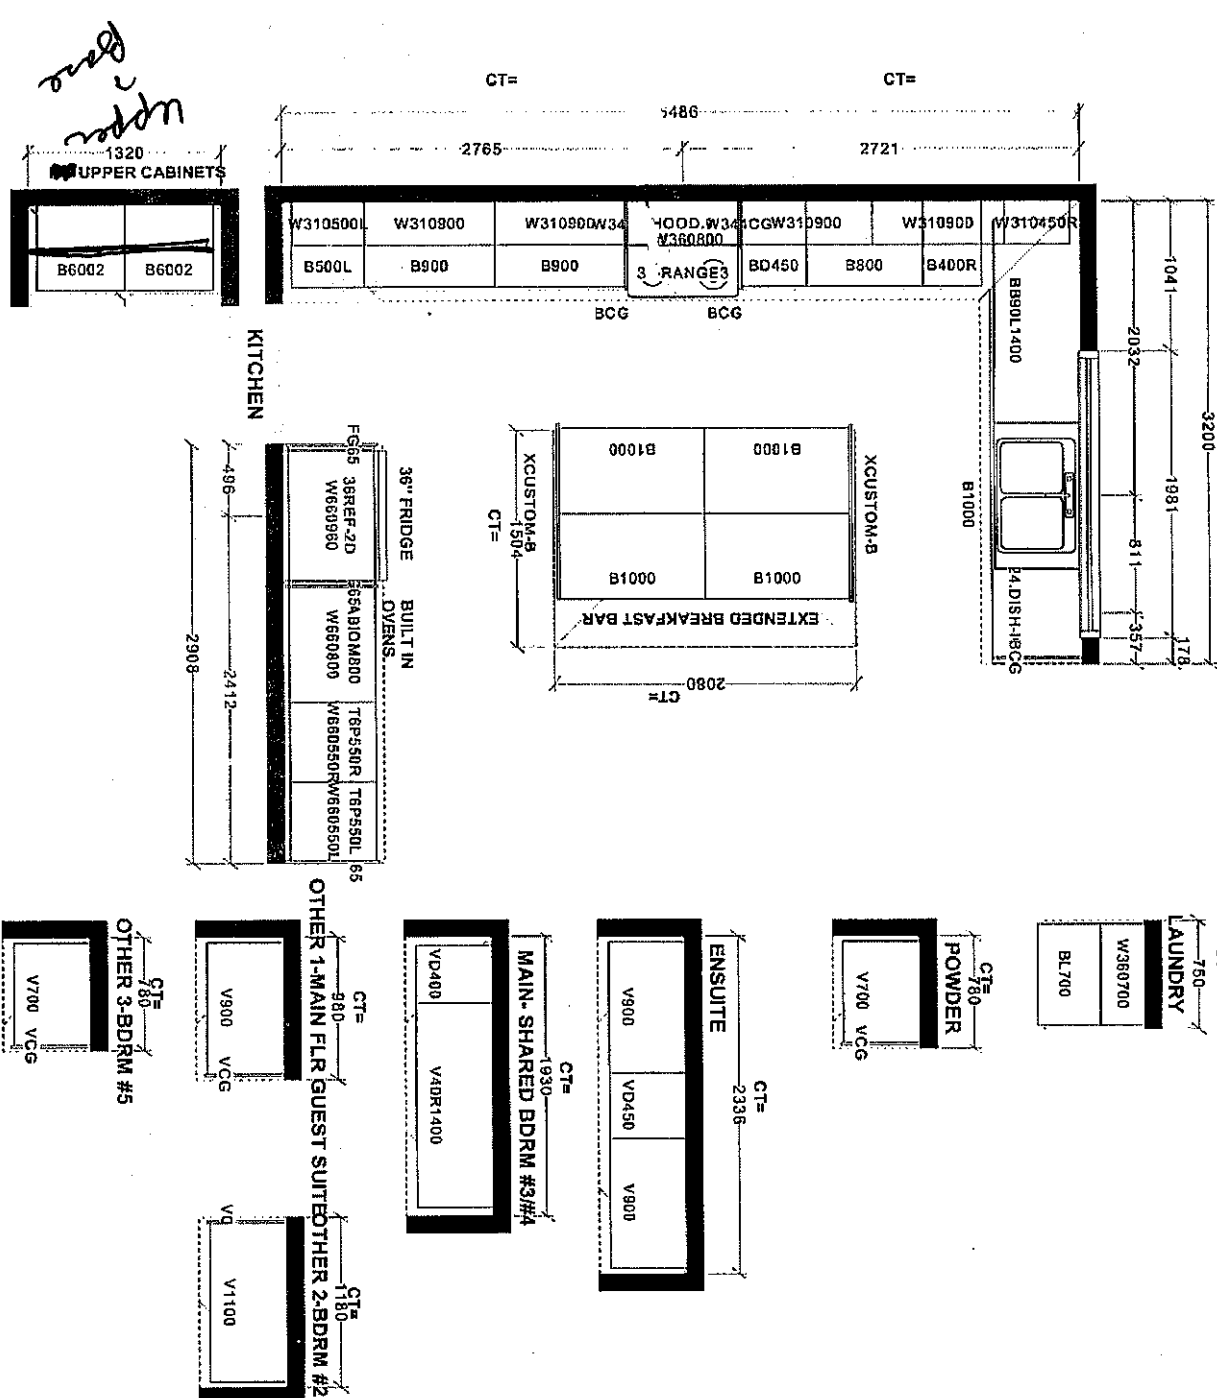 Base
Upper
CT=
CT=
5486
2765
2721
1320
UPPER CABINETS
W310500L
W310900
W310900
W34
HOOD.
W360800
W341CG
W310900
W310900
W310450R
B6002
B6002
B500L
B900
B900
3
RANGE3
BD450
B800
B400R
BCG
BCG
BB90L1400
1041
2032
3200
1981
811
357
178
B1000
24.DISH-I
BCG
KITCHEN
FG65
36REF-2D
W660960
36" FRIDGE
496
2412
2908
BUILT IN
OVENS
65ABIOM800
W660800
T6P550R
W660550R
T6P550L
W660550L
65
B1000
B1000
B1000
B1000
XCUSTOM-B
XCUSTOM-B
1504
CT=
EXTENDED BREAKFAST BAR
2080
CT=
OTHER 3-BDRM #5
CT=
780
V700
VCG
OTHER 1-MAIN FLR GUEST SUITE
CT=
980
V900
VCG
OTHER 2-BDRM #2
CT=
1180
V1100
MAIN- SHARED BDRM #3/#4
CT=
1930
VD400
V40R1400
ENSUITE
CT=
2336
V900
VD450
V900
POWDER
CT=
780
V700
VCG
LAUNDRY
750
W360700
BL700